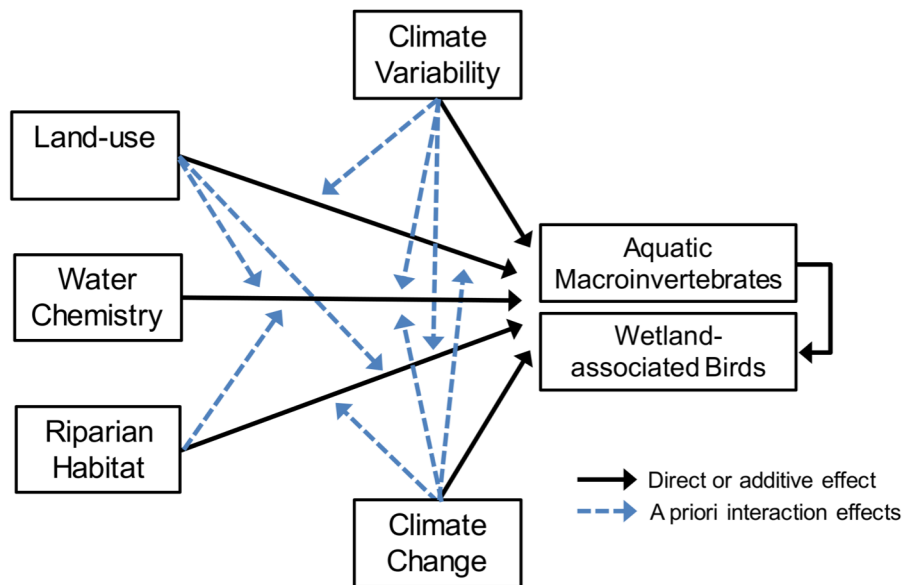 Climate
Variability
Land-use
Water
Chemistry
Aquatic
Macroinvertebrates
Wetland-
associated Birds
Riparian
Habitat
Climate
Change
Direct or additive effect
A priori interaction effects